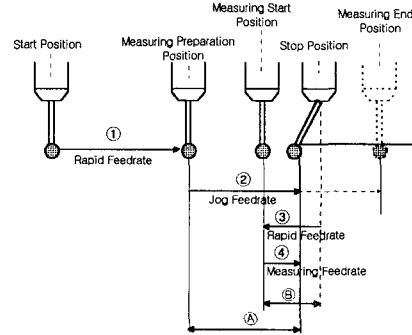 Measuring Start
Position
Measuring End
Position
Start Position
Measuring Preparation
Position
Stop Position
①
Rapid Feedrate
②
Jog Feedrate
③
Rapid Feedrate
④
Measuring Feedrate
Ⓑ
Ⓐ